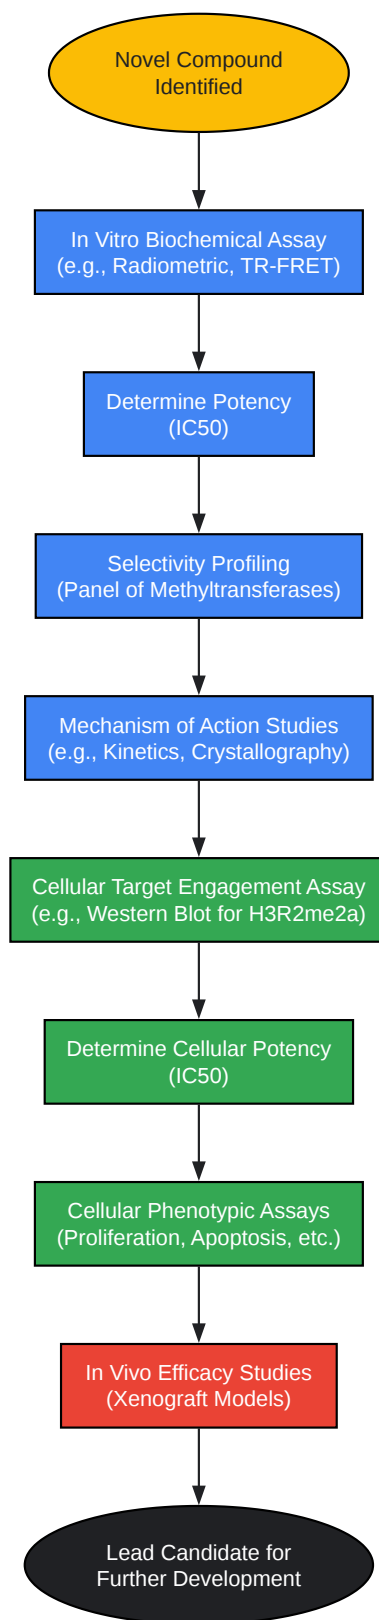 Novel Compound
Identified
In Vitro Biochemical Assay
(e.g., Radiometric, TR-FRET)
Determine Potency
(IC50)
Selectivity Profiling
(Panel of Methyltransferases)
Mechanism of Action Studies
(e.g., Kinetics, Crystallography)
Cellular Target Engagement Assay
(e.g., Western Blot for H3R2me2a)
Determine Cellular Potency
(IC50)
Cellular Phenotypic Assays
(Proliferation, Apoptosis, etc.)
In Vivo Efficacy Studies
(Xenograft Models)
Lead Candidate for
Further Development